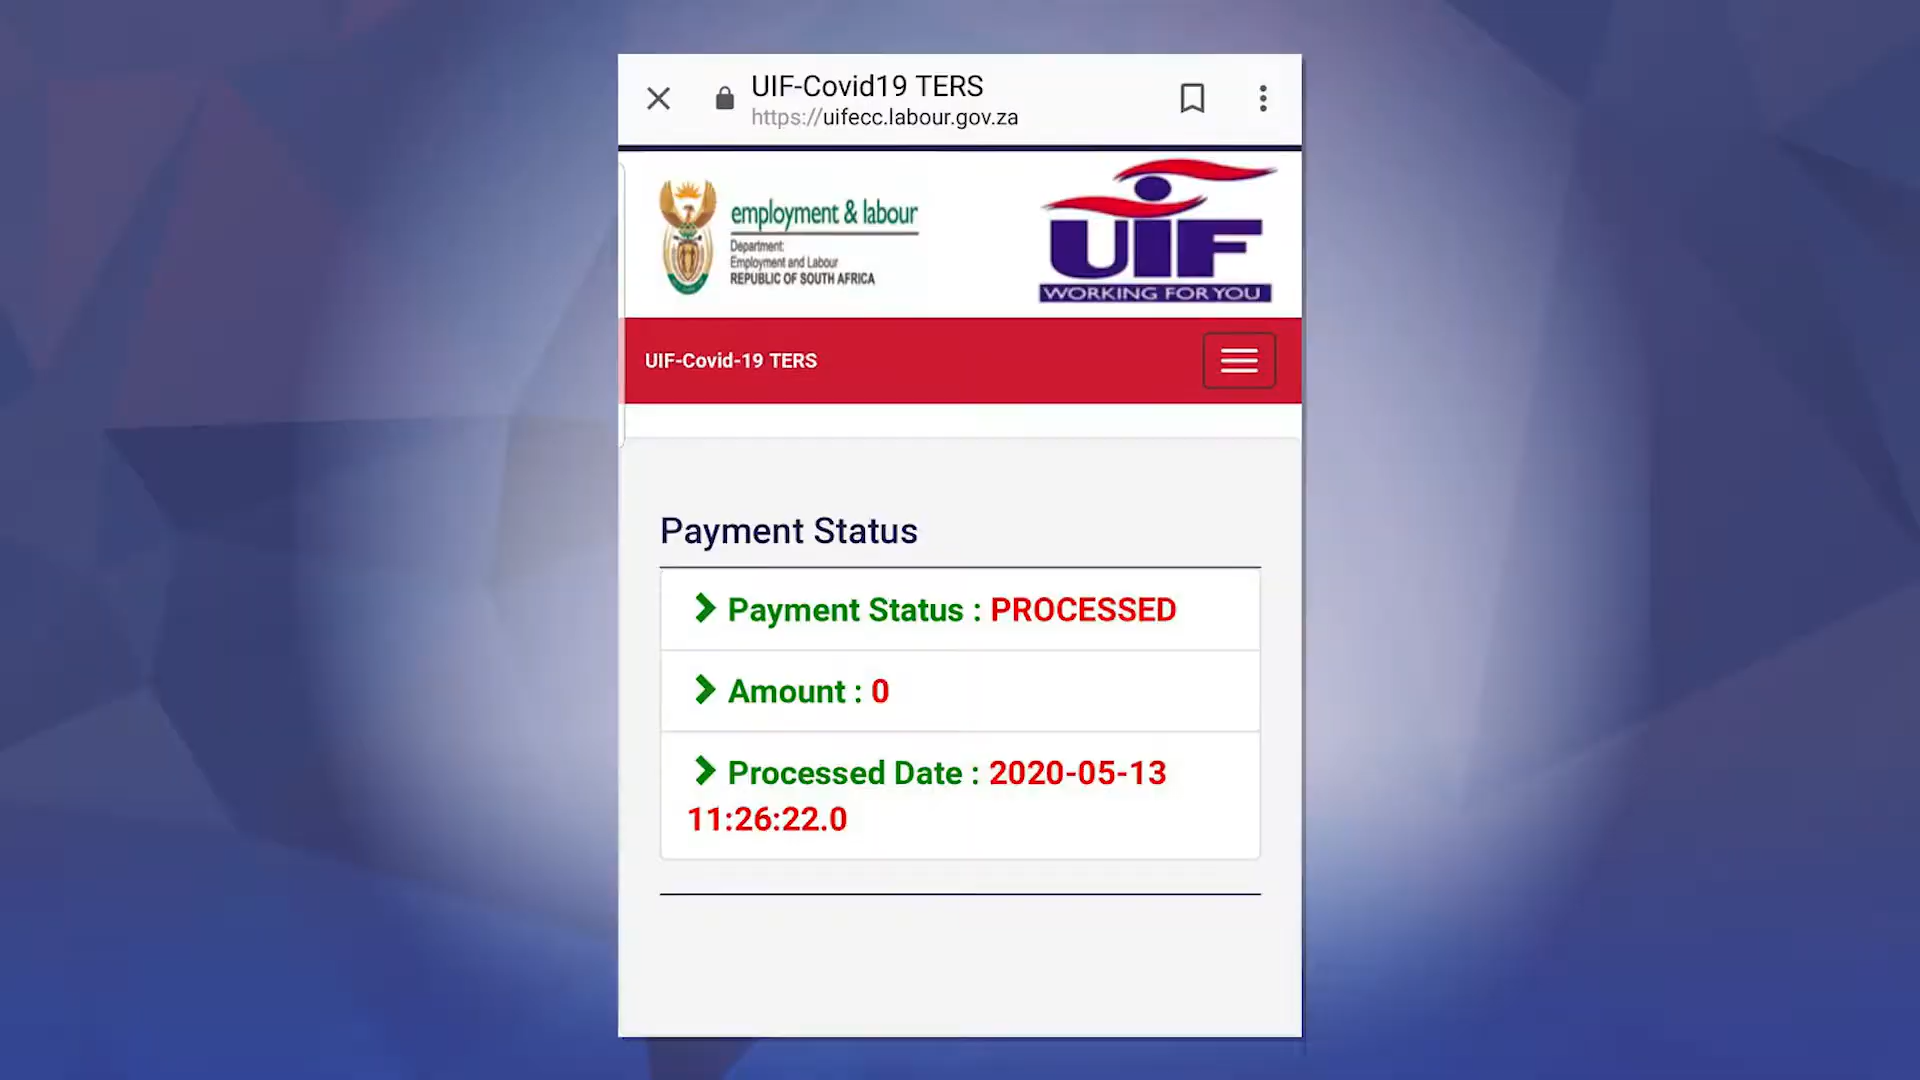 UIF-Covid19 TERS
https://uifecc.labour.gov.za
employment & labour
Department:
Employment and Labour
REPUBLIC OF SOUTH AFRICA
UIF
WORKING FOR YOU
UIF-Covid-19 TERS
Payment Status
Payment Status : PROCESSED
Amount : 0
Processed Date : 2020-05-13
11:26:22.0